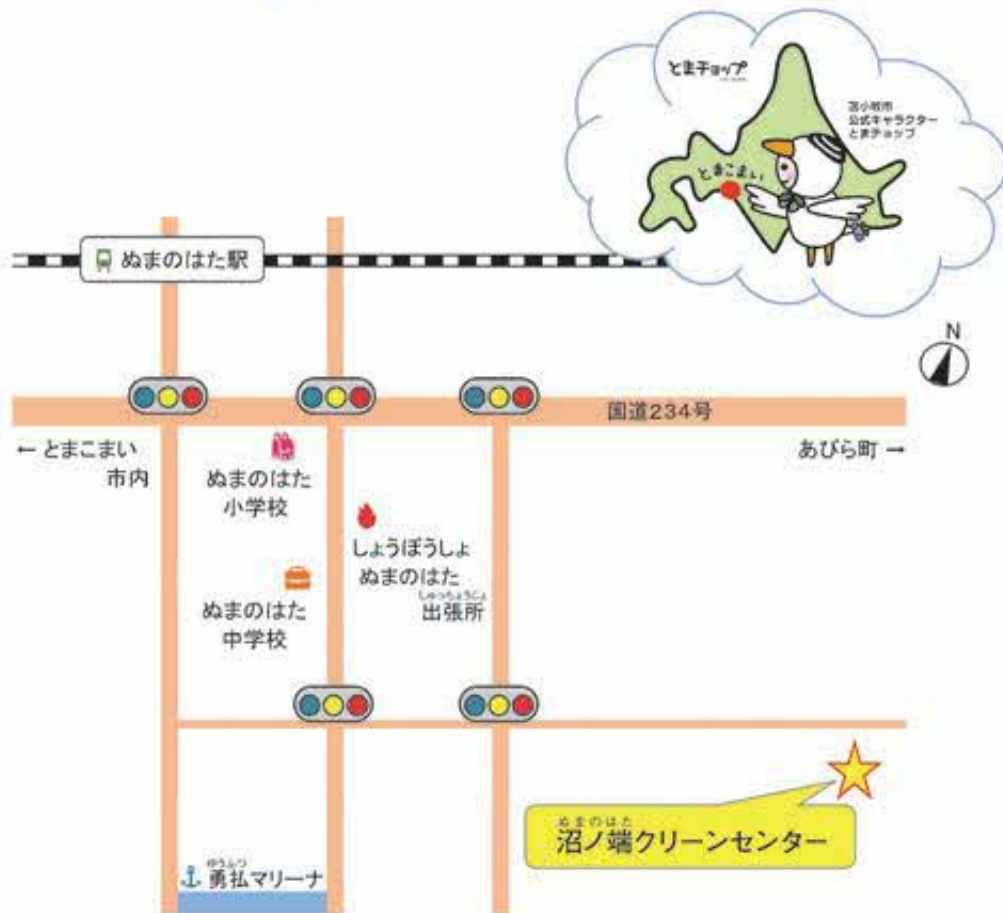 とまチョップ
苫小牧市
公式キャラクター
とまチョップ
とまこまい
ぬまのはた駅
N
国道234号
← とまこまい
市内
あびら町 →
ぬまのはた
小学校
しょうぼうしょ
ぬまのはた
しゅっちょうじょ
出張所
ぬまのはた
中学校
ぬまのはた
沼ノ端クリーンセンター
ゆうふつ
勇払マリーナ